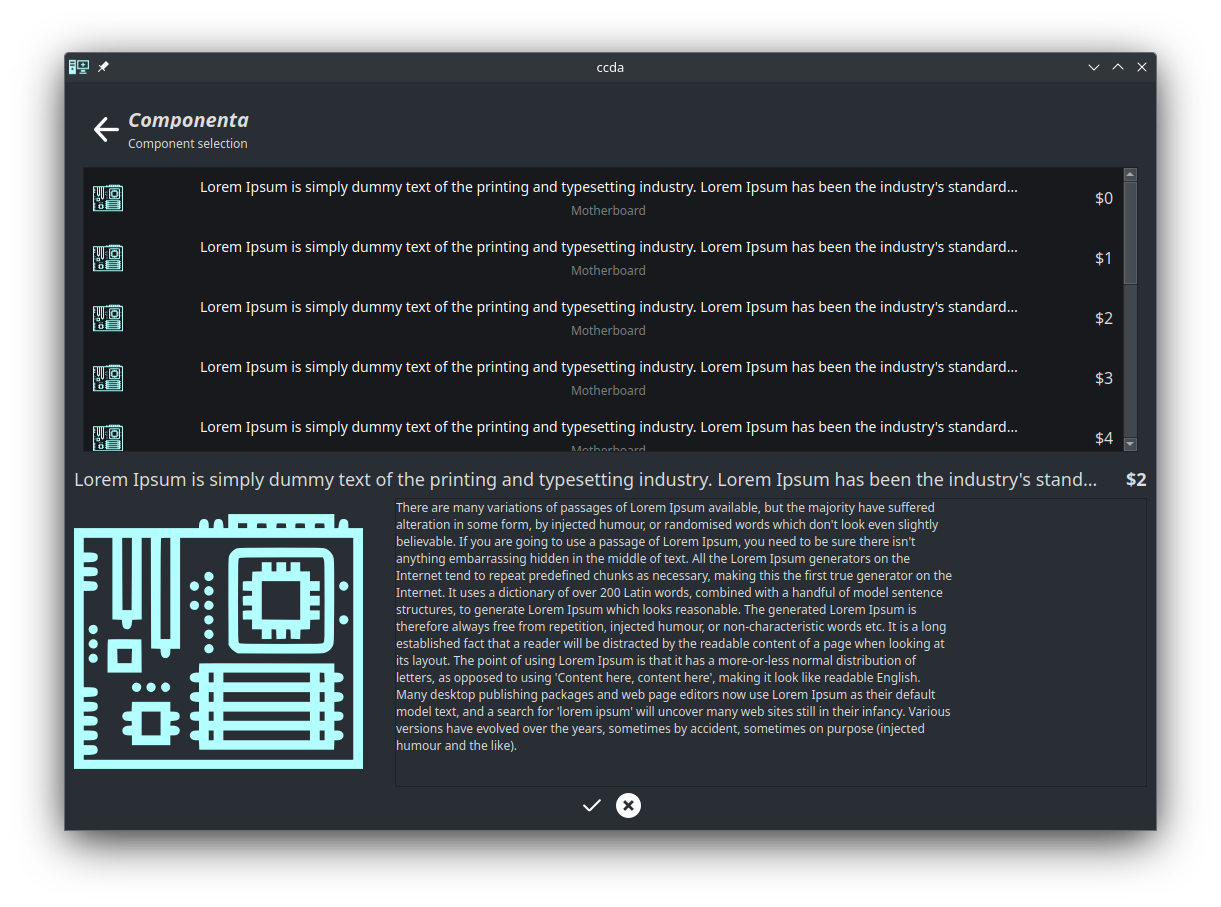 ccda
Componenta
Component selection
Lorem Ipsum is simply dummy text of the printing and typesetting industry. Lorem Ipsum has been the industry's standard...
Motherboard
$0
Lorem Ipsum is simply dummy text of the printing and typesetting industry. Lorem Ipsum has been the industry's standard...
Motherboard
$1
Lorem Ipsum is simply dummy text of the printing and typesetting industry. Lorem Ipsum has been the industry's standard...
Motherboard
$2
Lorem Ipsum is simply dummy text of the printing and typesetting industry. Lorem Ipsum has been the industry's standard...
Motherboard
$3
Lorem Ipsum is simply dummy text of the printing and typesetting industry. Lorem Ipsum has been the industry's standard...
Motherboard
$4
Lorem Ipsum is simply dummy text of the printing and typesetting industry. Lorem Ipsum has been the industry's stand... $2
There are many variations of passages of Lorem Ipsum available, but the majority have suffered
alteration in some form, by injected humour, or randomised words which don't look even slightly
believable. If you are going to use a passage of Lorem Ipsum, you need to be sure there isn't
anything embarrassing hidden in the middle of text. All the Lorem Ipsum generators on the
Internet tend to repeat predefined chunks as necessary, making this the first true generator on the
Internet. It uses a dictionary of over 200 Latin words, combined with a handful of model sentence
structures, to generate Lorem Ipsum which looks reasonable. The generated Lorem Ipsum is
therefore always free from repetition, injected humour, or non-characteristic words etc. It is a long
established fact that a reader will be distracted by the readable content of a page when looking at
its layout. The point of using Lorem Ipsum is that it has a more-or-less normal distribution of
letters, as opposed to using 'Content here, content here', making it look like readable English.
Many desktop publishing packages and web page editors now use Lorem Ipsum as their default
model text, and a search for 'lorem ipsum' will uncover many web sites still in their infancy. Various
versions have evolved over the years, sometimes by accident, sometimes on purpose (injected
humour and the like).